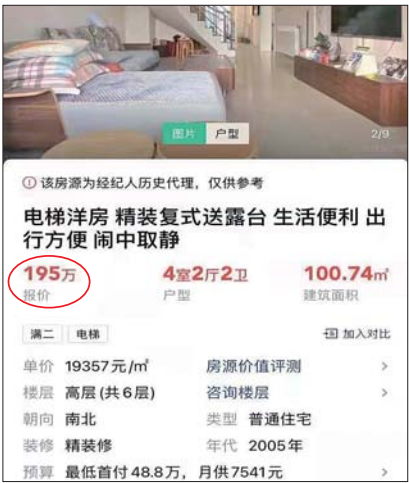 图片 户型
2/9
该房源为经纪人历史代理，仅供参考
电梯洋房 精装复式送露台 生活便利 出
行方便 闹中取静
195万 4室2厅2卫 100.74㎡
报价 户型 建筑面积
满二 电梯 加入对比
单价 19357元/㎡ 房源价值评测 >
楼层 高层 (共6层) 咨询楼层 >
朝向 南北 类型 普通住宅
装修 精装修 年代 2005年
预算 最低首付 48.8万，月供7541元 >